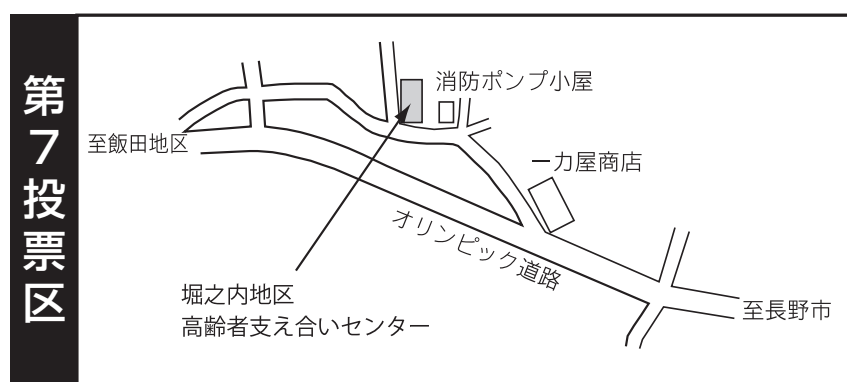 第7投票区
消防ポンプ小屋
至飯田地区
一力屋商店
オリンピック道路
堀之内地区
高齢者支え合いセンター
至長野市